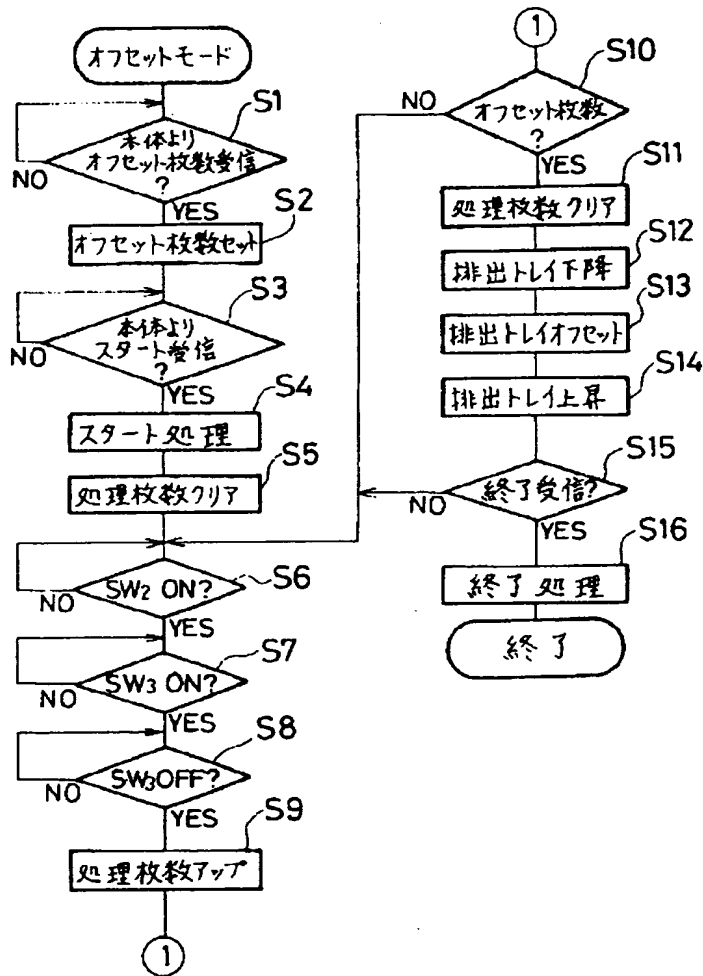 オフセットモード
S1
本体より
オフセット枚数受信
?
NO
YES
S2
オフセット枚数セット
S3
本体より
スタート受信
?
NO
YES
S4
スタート処理
S5
処理枚数クリア
S6
SW2 ON?
NO
YES
S7
SW3 ON?
NO
YES
S8
SW3OFF?
NO
YES
S9
処理枚数アップ
1
1
S10
オフセット枚数
?
NO
YES
S11
処理枚数クリア
S12
排出トレイ下降
S13
排出トレイオフセット
S14
排出トレイ上昇
S15
終了受信?
NO
YES
S16
終了処理
終了